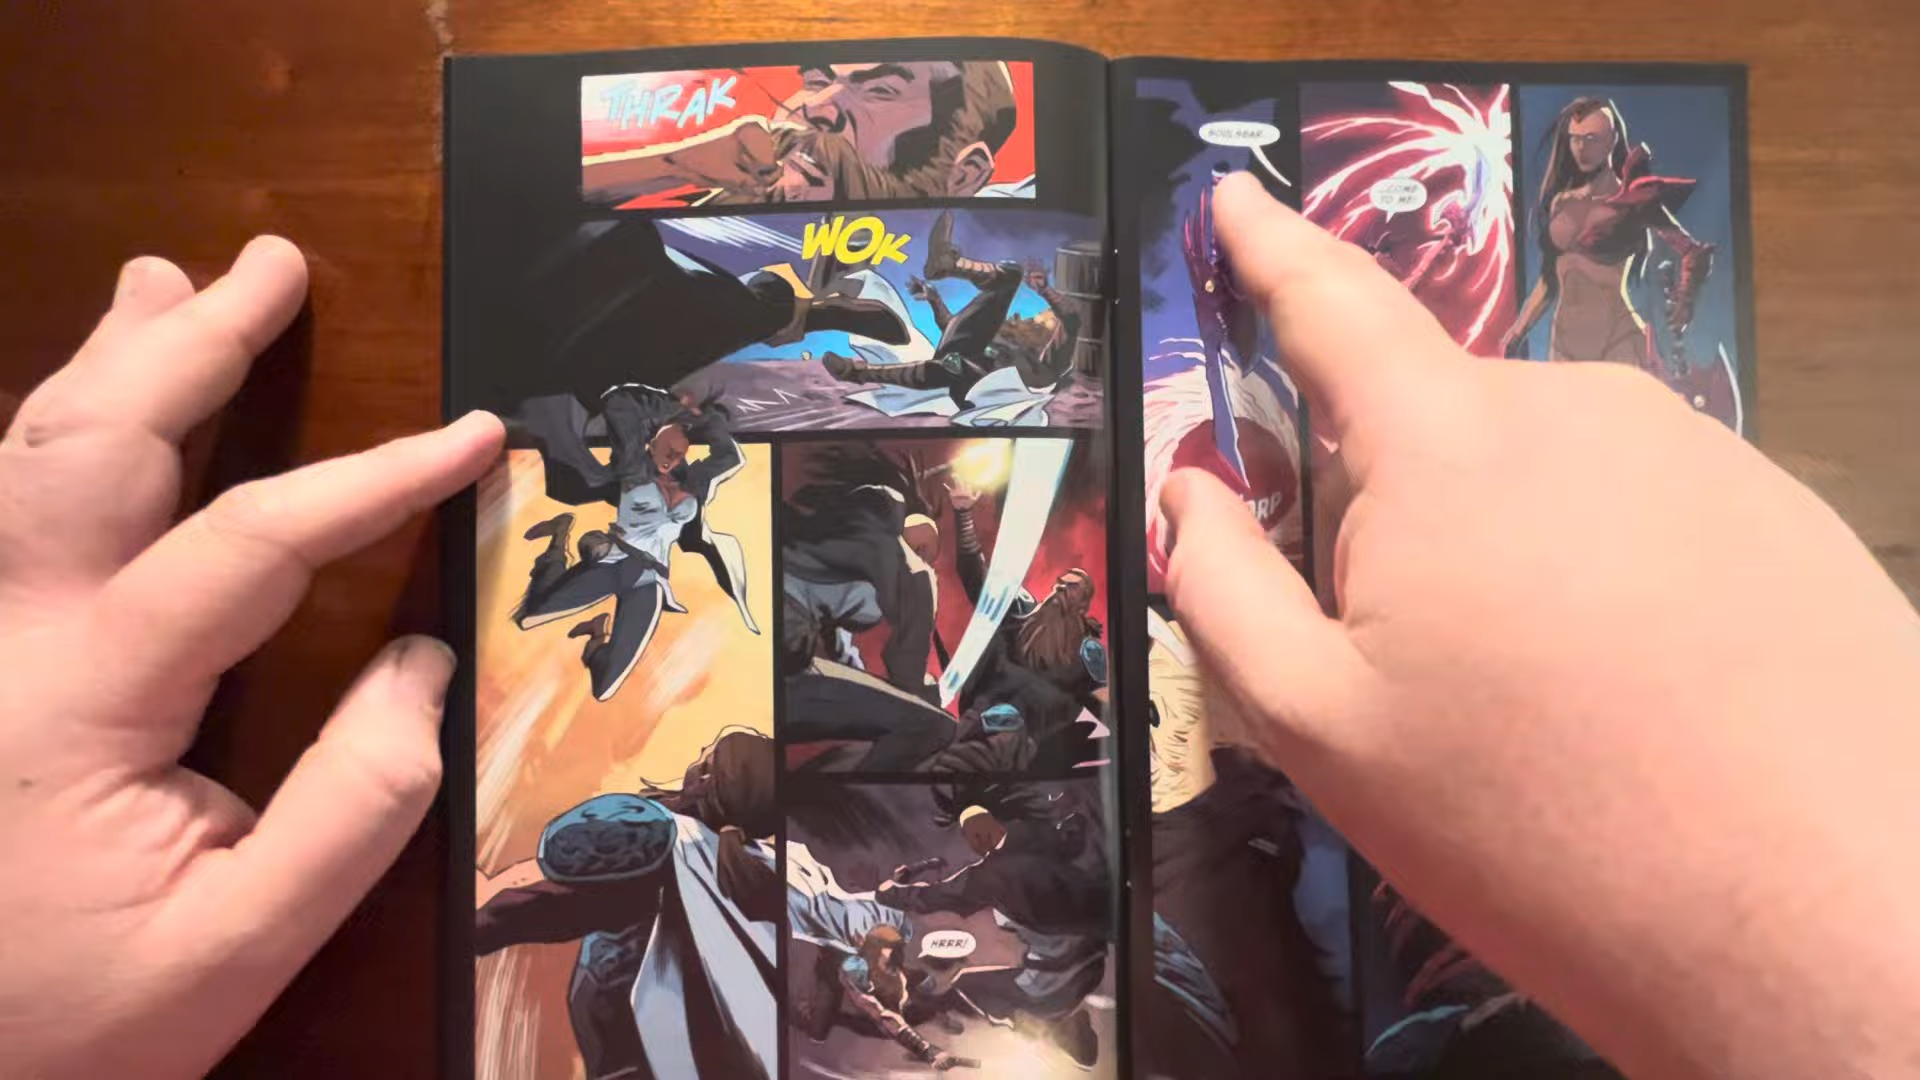 THRAK
WOK
HRRR!
SOULSEAR...
...COME
TO ME!